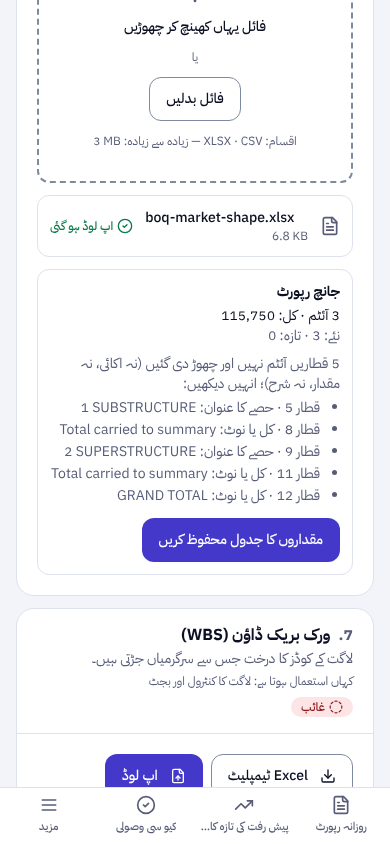 فائل یہاں کھینچ کر چھوڑیں
یا
فائل بدلیں
اقسام: XLSX · CSV — زیادہ سے زیادہ: 3 MB
boq-market-shape.xlsx
6.8 KB
اپ لوڈ ہو گئی
جانچ رپورٹ
3 آئٹم · کل: 115,750
نئے: 3 · تازہ: 0
5 قطاریں آئٹم نہیں اور چھوڑ دی گئیں (نہ اکائی، نہ
مقدار، نہ شرح)؛ انہیں دیکھیں:
قطار 5 · حصے کا عنوان: 1 SUBSTRUCTURE
قطار 8 · کل یا نوٹ: Total carried to summary
قطار 9 · حصے کا عنوان: 2 SUPERSTRUCTURE
قطار 11 · کل یا نوٹ: Total carried to summary
قطار 12 · کل یا نوٹ: GRAND TOTAL
مقداروں کا جدول محفوظ کریں
7. ورک بریک ڈاؤن (WBS)
لاگت کے کوڈز کا درخت جس سے سرگرمیاں جڑتی ہیں۔
کہاں استعمال ہوتا ہے: لاگت کا کنٹرول اور بجٹ
غائب
Excel ٹیمپلیٹ
اپ لوڈ
روزانہ رپورٹ
پیش رفت کی تازہ کا...
کیو سی وصولی
مزید